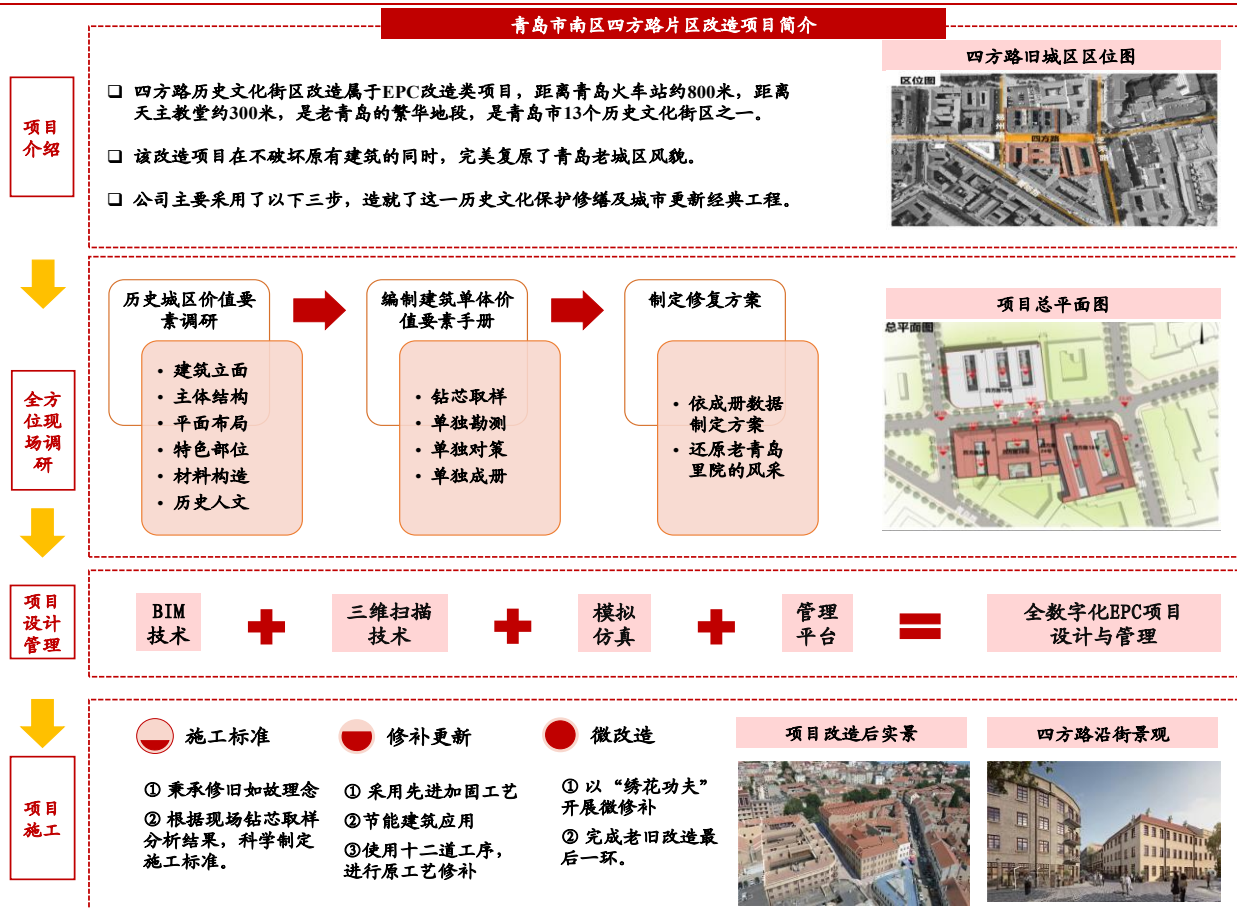 青岛市南区四方路片区改造项目简介
项目
介绍
四方路历史文化街区改造属于EPC改造类项目，距离青岛火车站约800米，距离
天主教堂约300米，是老青岛的繁华地段，是青岛市13个历史文化街区之一。
该改造项目在不破坏原有建筑的同时，完美复原了青岛老城区风貌。
公司主要采用了以下三步，造就了这一历史文化保护修缮及城市更新经典工程。
四方路旧城区区位图
区位图
四方路
全方
位现
场调
研
历史城区价值要
素调研
• 建筑立面
• 主体结构
• 平面布局
• 特色部位
• 材料构造
• 历史人文
编制建筑单体价
值要素手册
• 钻芯取样
• 单独勘测
• 单独对策
• 单独成册
制定修复方案
• 依成册数据
制定方案
• 还原老青岛
里院的风采
项目总平面图
总平面图
项目
设计
管理
BIM
技术
三维扫描
技术
模拟
仿真
管理
平台
全数字化EPC项目
设计与管理
项目
施工
施工标准
① 秉承修旧如故理念
② 根据现场钻芯取样
分析结果，科学制定
施工标准。
修补更新
① 采用先进加固工艺
②节能建筑应用
③使用十二道工序，
进行原工艺修补
微改造
① 以“绣花功夫”
开展微修补
② 完成老旧改造最
后一环。
项目改造后实景
四方路沿街景观